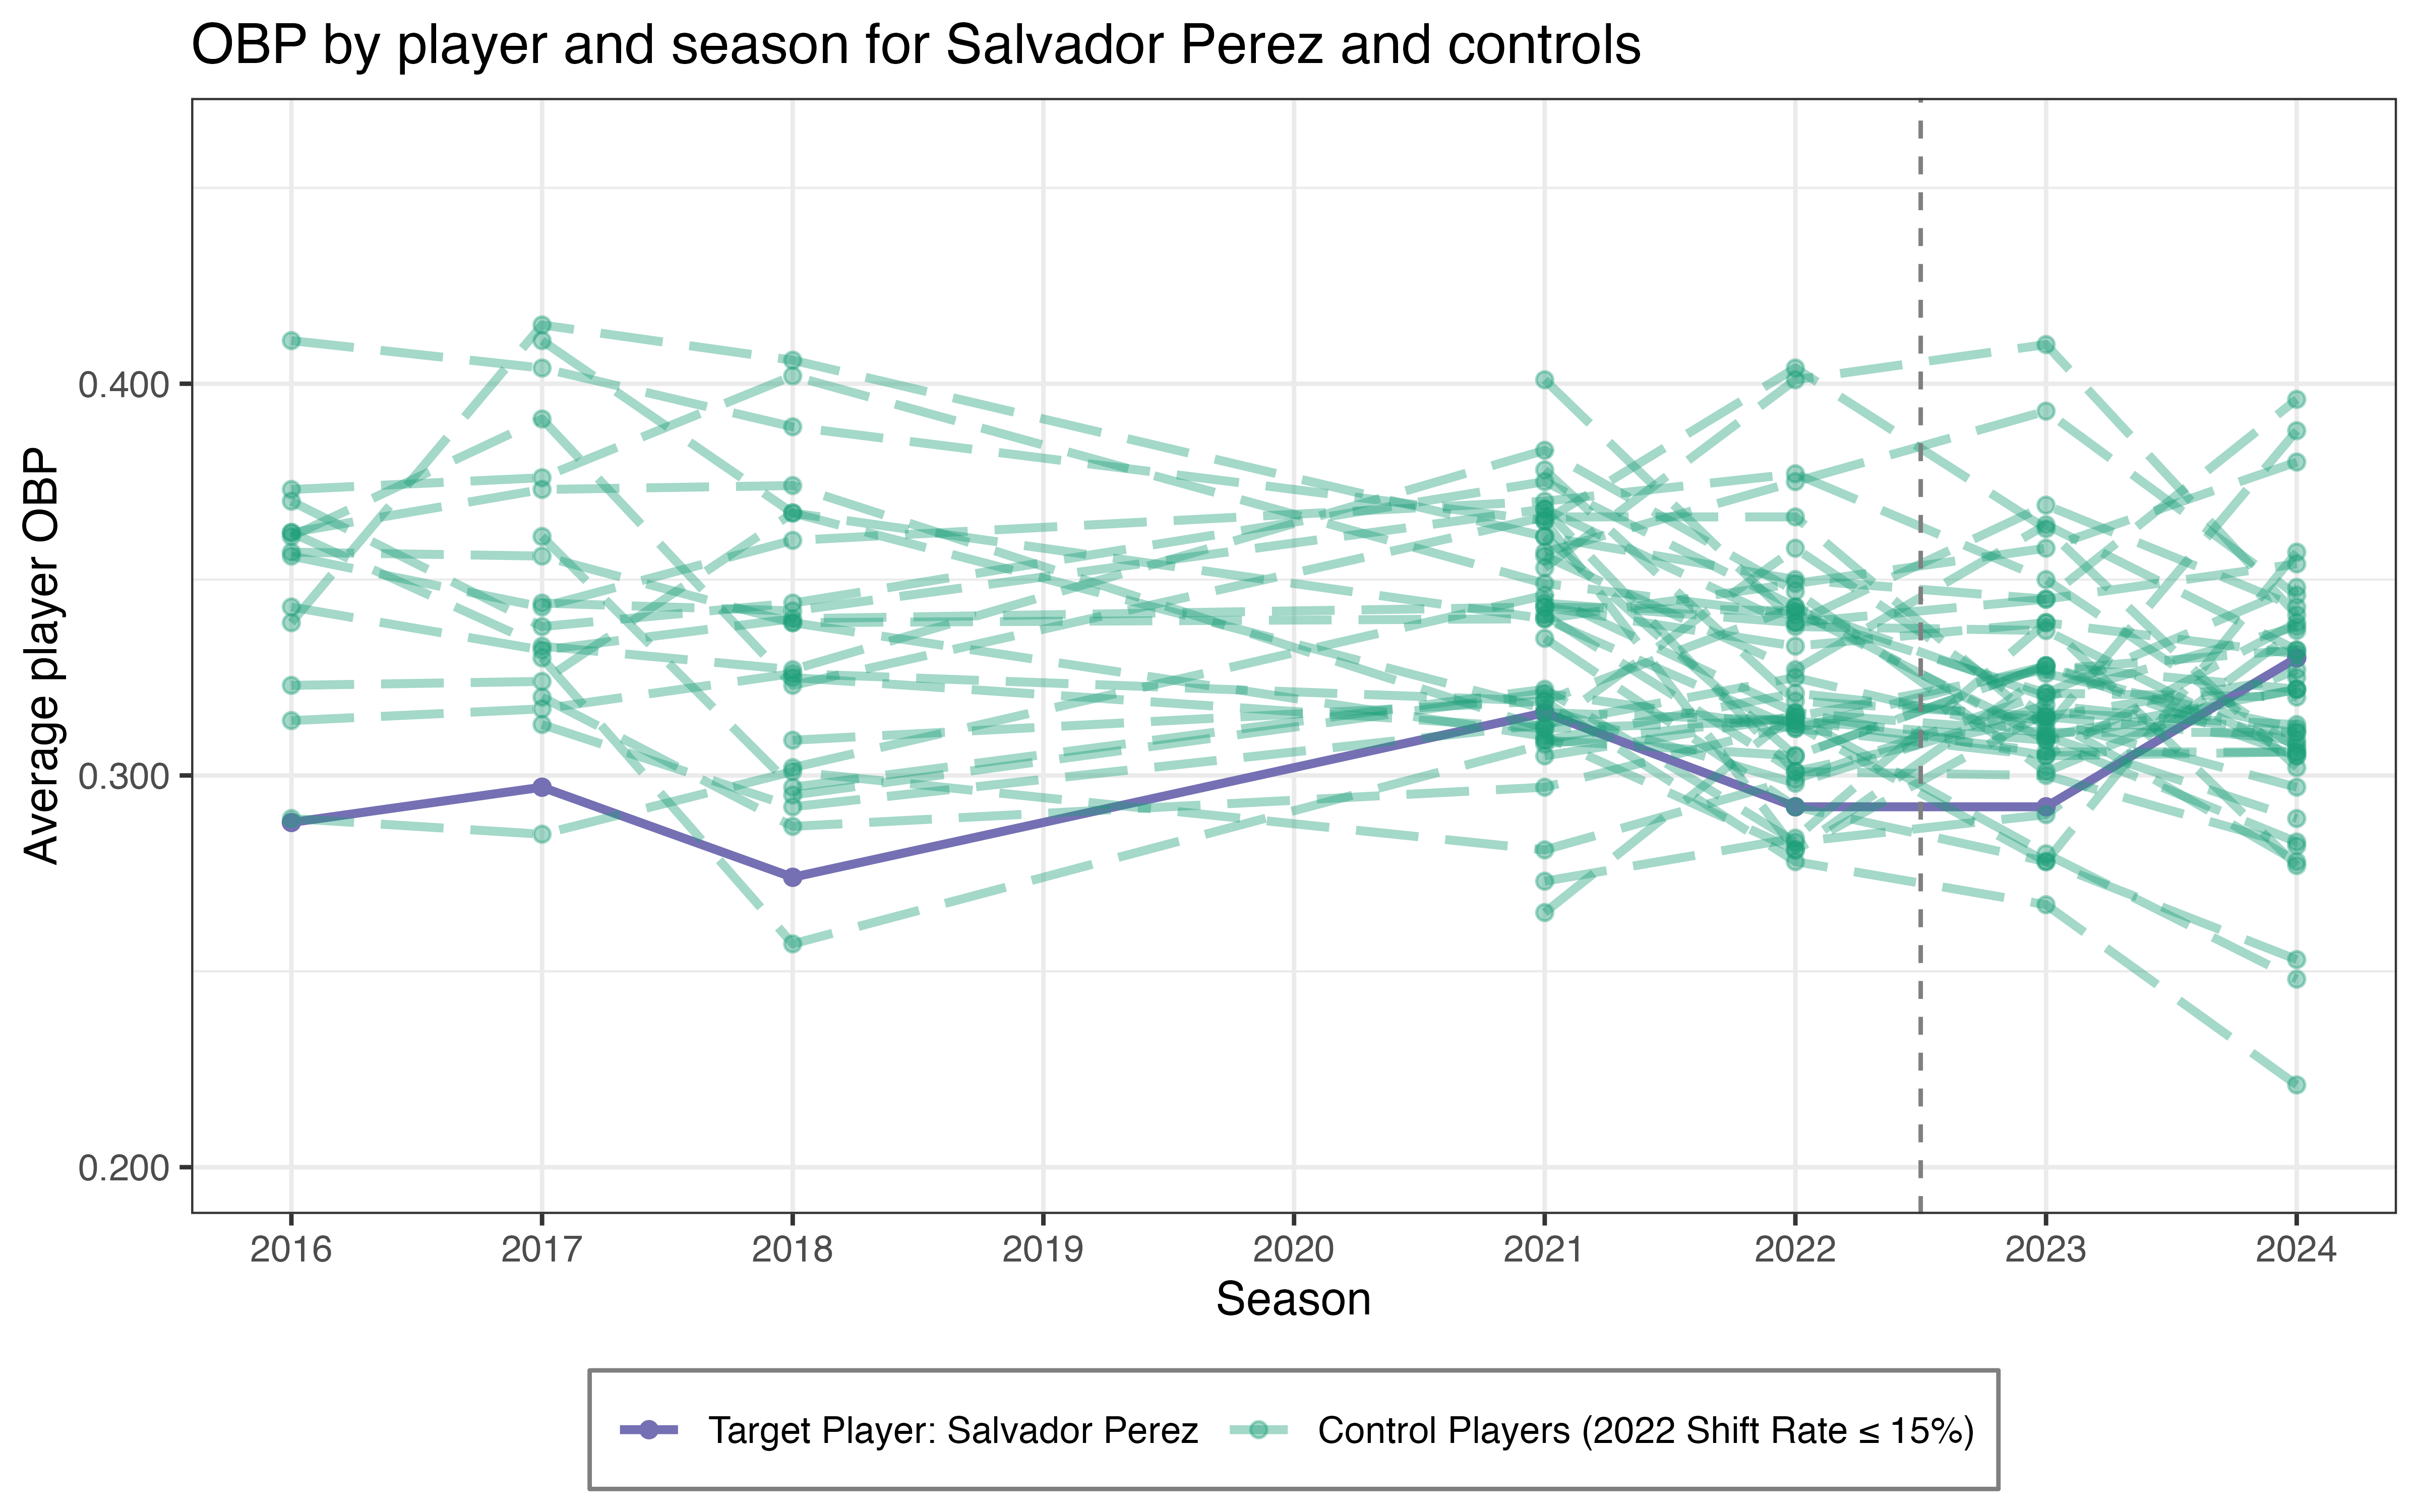 OBP by player and season for Salvador Perez and controls
Average player OBP
0.400
0.300
0.200
2016 2017 2018 2019 2020 2021 2022 2023 2024
Season
Target Player: Salvador Perez Control Players (2022 Shift Rate ≤ 15%)